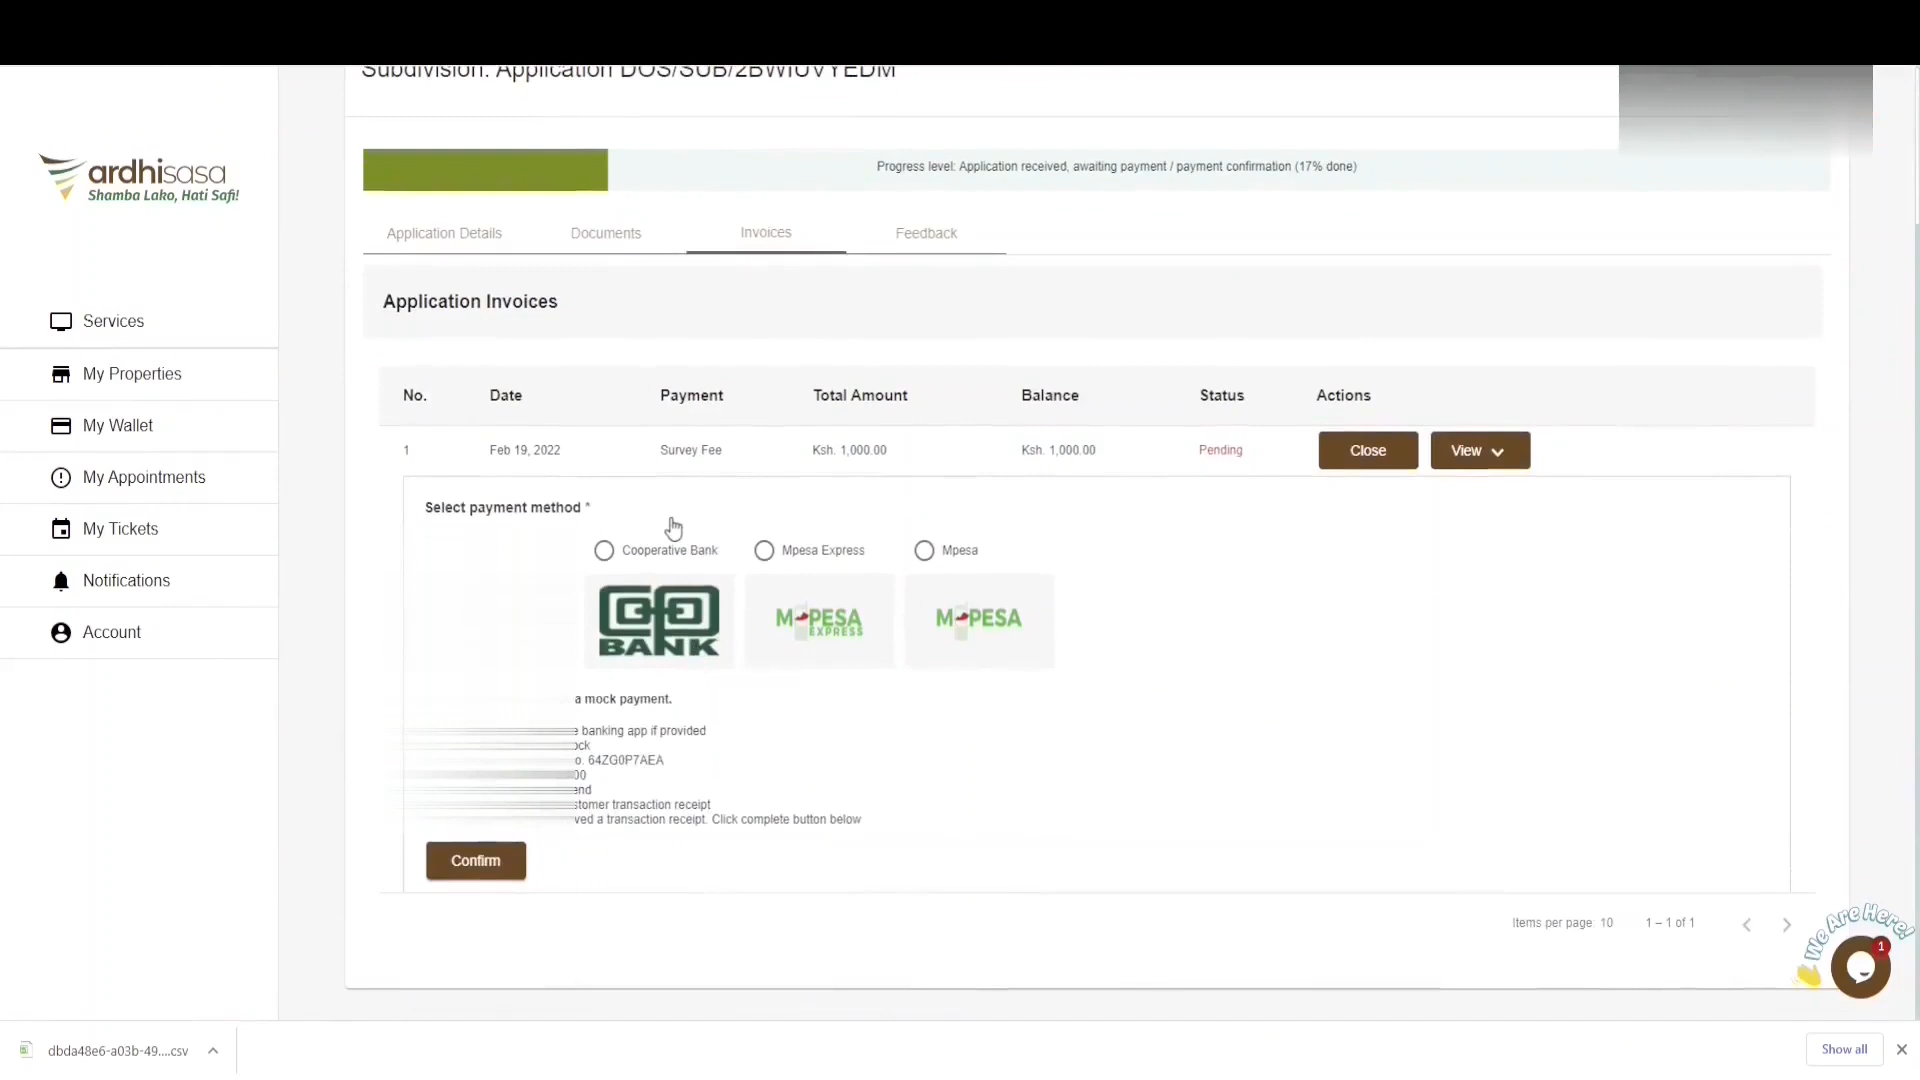 Subdivision: Application DOS/SUB/2BWIUVYEDM
ardhisasa
Shamba Lako, Hati Safi!
Progress level: Application received, awaiting payment / payment confirmation (17% done)
Application Details Documents Invoices Feedback
Services
My Properties
My Wallet
My Appointments
My Tickets
Notifications
Account
Application Invoices
No. Date Payment Total Amount Balance Status Actions
1 Feb 19, 2022 Survey Fee Ksh. 1,000.00 Ksh. 1,000.00 Pending Close View
Select payment method *
Cooperative Bank Mpesa Express Mpesa
CO-OP BANK
M-PESA EXPRESS
M-PESA
a mock payment.
e banking app if provided
ock
o. 64ZG0P7AEA
00
end
stomer transaction receipt
ved a transaction receipt. Click complete button below
Confirm
Items per page: 10 1 – 1 of 1
We Are Here!
1
dbda48e6-a03b-49....csv
Show all